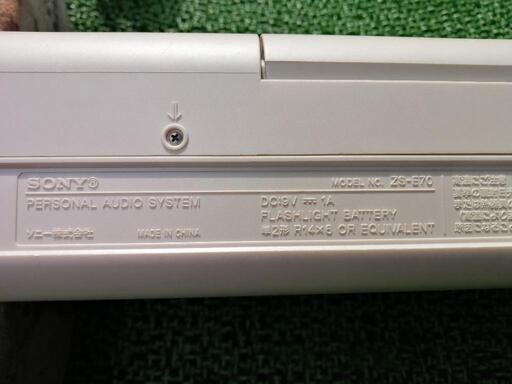 SONY®
MODEL NO. ZS-E70
PERSONAL AUDIO SYSTEM
DC 9V ⎓ 1A
FLASHLIGHT BATTERY
ソニー株式会社
MADE IN CHINA
単2形 R14×6 OR EQUIVALENT